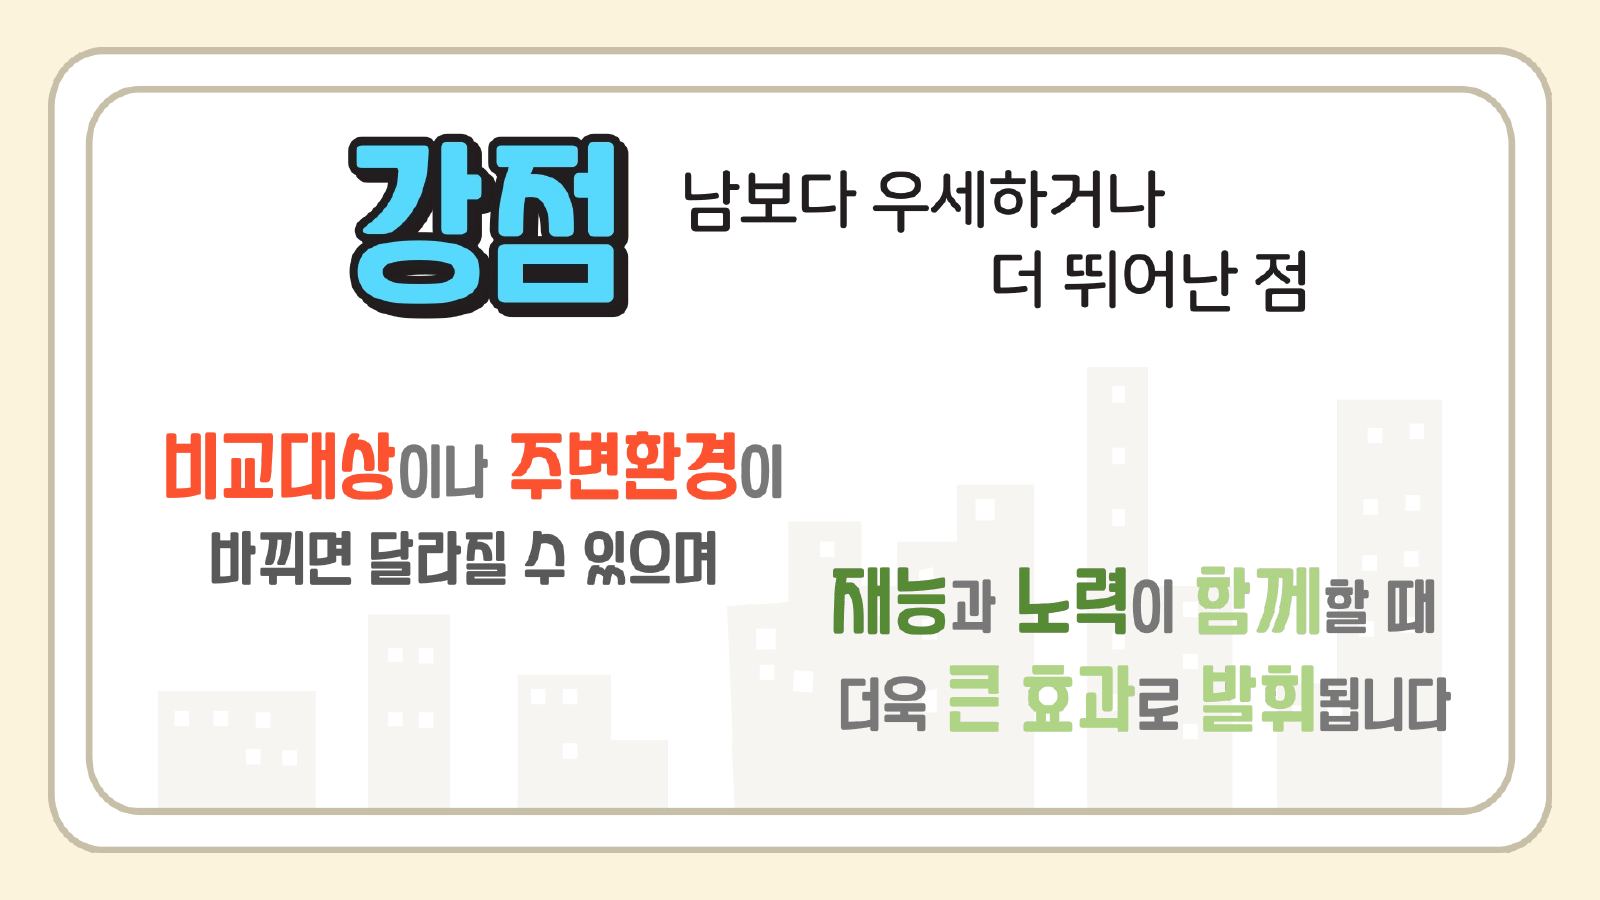 강점
남보다 우세하거나
더 뛰어난 점
비교대상이나 주변환경이
바뀌면 달라질 수 있으며
재능과 노력이 함께할 때
더욱 큰 효과로 발휘됩니다